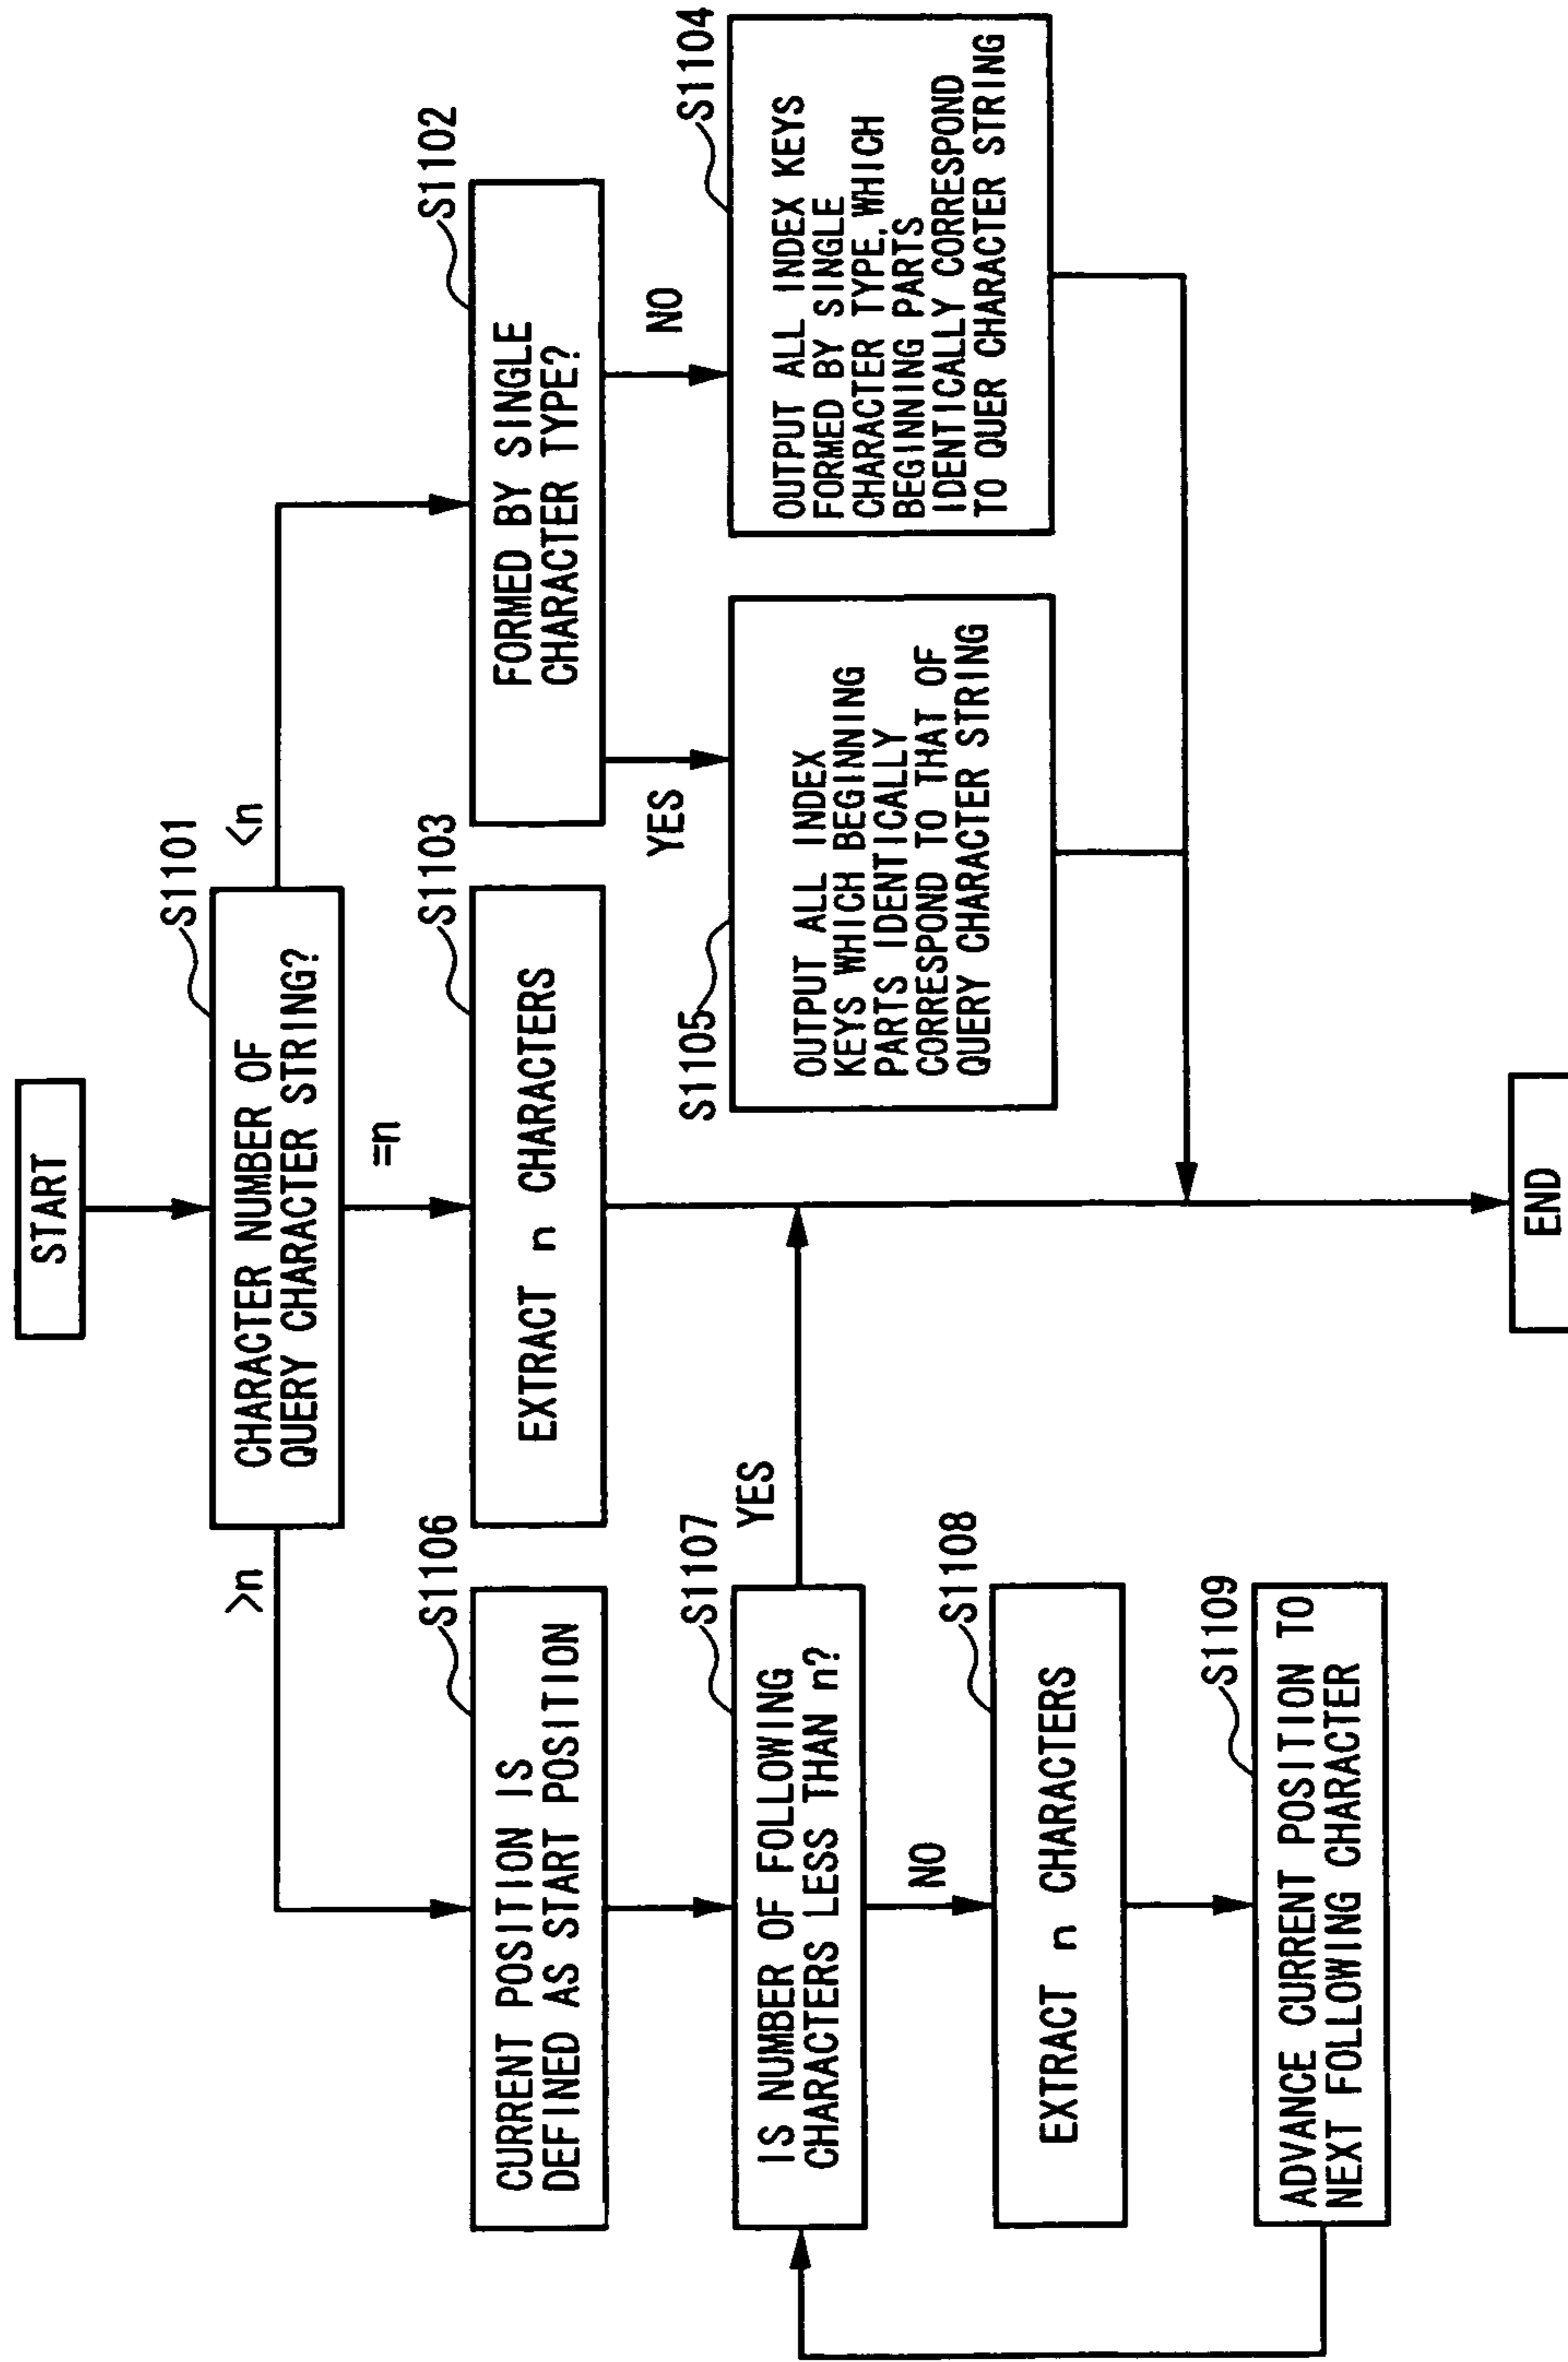 START
S1101
CHARACTER NUMBER OF
QUERY CHARACTER STRING?
>n
=n
<n
S1106
CURRENT POSITION IS
DEFINED AS START POSITION
S1103
EXTRACT n CHARACTERS
S1102
FORMED BY SINGLE
CHARACTER TYPE?
YES
NO
S1107
IS NUMBER OF FOLLOWING
CHARACTERS LESS THAN n?
YES
NO
S1105
OUTPUT ALL INDEX
KEYS WHICH BEGINNING
PARTS IDENTICALLY
CORRESPOND TO THAT OF
QUERY CHARACTER STRING
S1104
OUTPUT ALL INDEX KEYS
FORMED BY SINGLE
CHARACTER TYPE, WHICH
BEGINNING PARTS
IDENTICALLY CORRESPOND
TO QUER CHARACTER STRING
S1108
EXTRACT n CHARACTERS
S1109
ADVANCE CURRENT POSITION TO
NEXT FOLLOWING CHARACTER
END